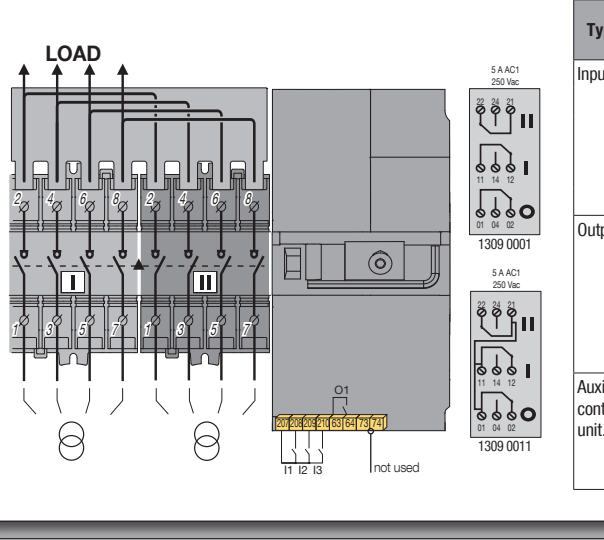 LOAD
2 4 6 8 2 4 6 8
I II
1 3 5 7 1 3 5 7
O1
207 208 209 210 63 64 73 74
I1 I2 I3
not used
5 A AC1
250 Vac
22 24 21
II
I
11 14 12
O
01 04 02
1309 0001
5 A AC1
250 Vac
22 24 21
II
I
11 14 12
O
01 04 02
1309 0011
Ty
Inpu
Outp
Auxi
cont
unit.